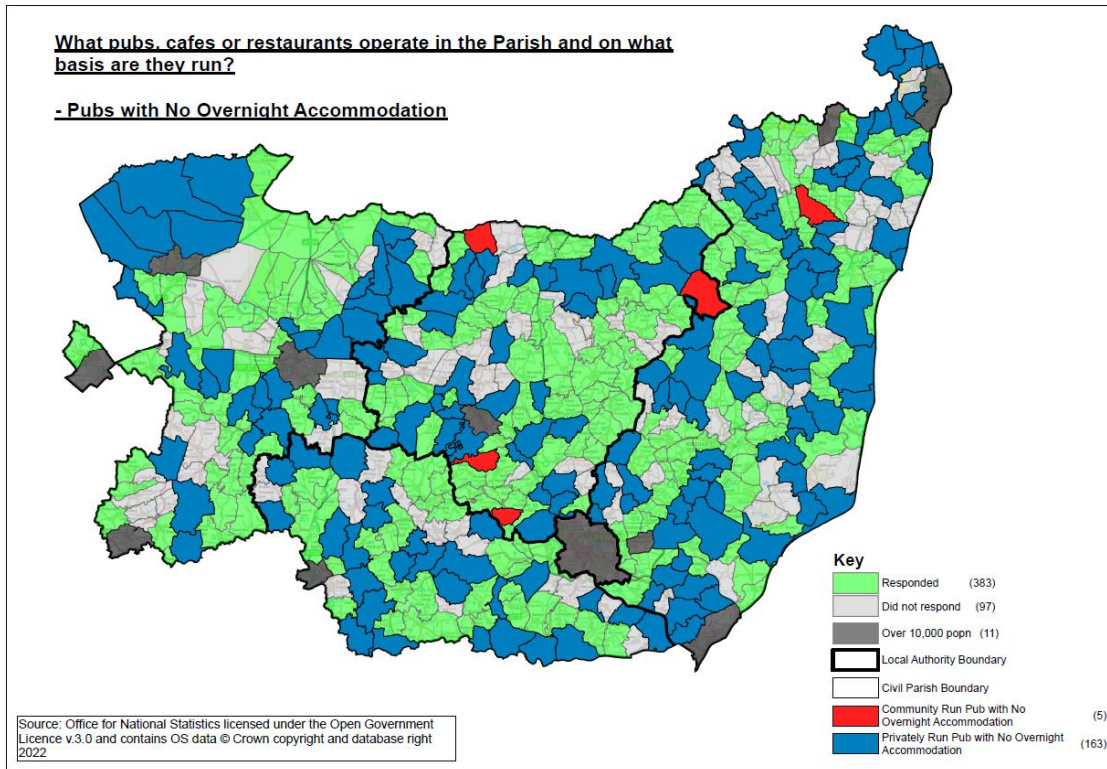 What pubs, cafes or restaurants operate in the Parish and on what
basis are they run?
- Pubs with No Overnight Accommodation
Key
Responded (383)
Did not respond (97)
Over 10,000 popn (11)
Local Authority Boundary
Civil Parish Boundary
Community Run Pub with No
Overnight Accommodation (5)
Privately Run Pub with No Overnight
Accommodation (163)
Source: Office for National Statistics licensed under the Open Government
Licence v.3.0 and contains OS data © Crown copyright and database right
2022